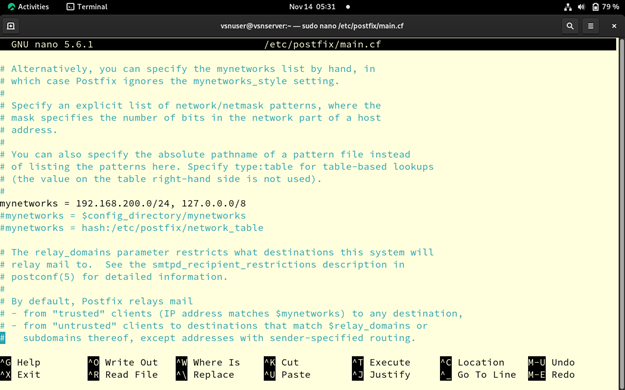 Activities
Terminal
Nov 14 05:31
79 %
vsnuser@vsnserver:~ — sudo nano /etc/postfix/main.cf
GNU nano 5.6.1 /etc/postfix/main.cf
# Alternatively, you can specify the mynetworks list by hand, in
# which case Postfix ignores the mynetworks_style setting.
#
# Specify an explicit list of network/netmask patterns, where the
# mask specifies the number of bits in the network part of a host
# address.
#
# You can also specify the absolute pathname of a pattern file instead
# of listing the patterns here. Specify type:table for table-based lookups
# (the value on the table right-hand side is not used).
#
mynetworks = 192.168.200.0/24, 127.0.0.0/8
#mynetworks = $config_directory/mynetworks
#mynetworks = hash:/etc/postfix/network_table
# The relay_domains parameter restricts what destinations this system will
# relay mail to.  See the smtpd_recipient_restrictions description in
# postconf(5) for detailed information.
#
# By default, Postfix relays mail
# - from "trusted" clients (IP address matches $mynetworks) to any destination,
# - from "untrusted" clients to destinations that match $relay_domains or
#   subdomains thereof, except addresses with sender-specified routing.
^G Help ^O Write Out ^W Where Is ^K Cut ^T Execute ^C Location M-U Undo
^X Exit ^R Read File ^\ Replace ^U Paste ^J Justify ^_ Go To Line M-E Redo